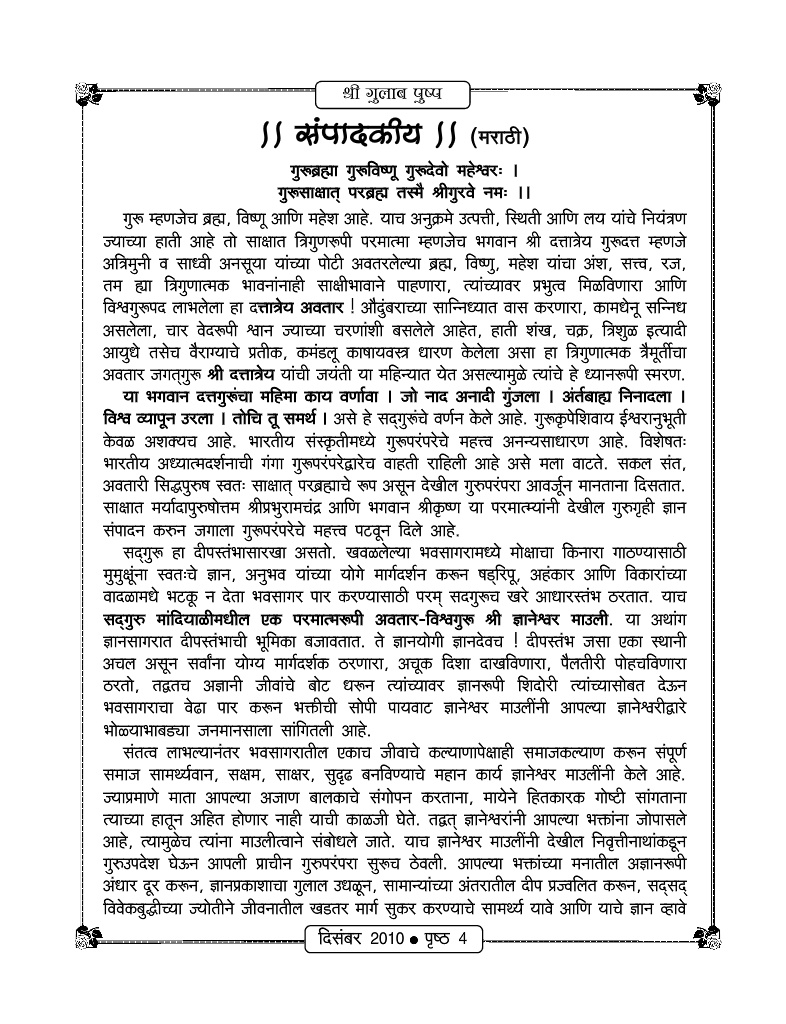 श्री गुलाब पुष्प
।। संपादकीय ।। (मराठी)
गुरूब्रह्मा गुरूविष्णू गुरूदेवो महेश्वरः ।
गुरूसाक्षात् परब्रह्म तस्मै श्रीगुरवे नमः ।।
गुरू म्हणजेच ब्रह्म, विष्णू आणि महेश आहे. याच अनुक्रमे उत्पत्ती, स्थिती आणि लय यांचे नियंत्रण
ज्याच्या हाती आहे तो साक्षात त्रिगुणरूपी परमात्मा म्हणजेच भगवान श्री दत्तात्रेय गुरूदत्त म्हणजे
अत्रिमुनी व साध्वी अनसूया यांच्या पोटी अवतरलेल्या ब्रह्म, विष्णु, महेश यांचा अंश, सत्त्व, रज,
तम ह्या त्रिगुणात्मक भावनांनाही साक्षीभावाने पाहणारा, त्यांच्यावर प्रभुत्व मिळविणारा आणि
विश्वगुरूपद लाभलेला हा दत्तात्रेय अवतार ! औदुंबराच्या सान्निध्यात वास करणारा, कामधेनू सन्निध
असलेला, चार वेदरूपी श्वान ज्याच्या चरणांशी बसलेले आहेत, हाती शंख, चक्र, त्रिशुळ इत्यादी
आयुधे तसेच वैराग्याचे प्रतीक, कमंडलू काषायवस्त्र धारण केलेला असा हा त्रिगुणात्मक त्रैमूर्तीचा
अवतार जगत्‌गुरू श्री दत्तात्रेय यांची जयंती या महिन्यात येत असल्यामुळे त्यांचे हे ध्यानरूपी स्मरण.
या भगवान दत्तगुरुंचा महिमा काय वर्णावा । जो नाद अनादी गुंजला । अंर्तबाह्य निनादला ।
विश्व व्यापून उरला । तोचि तू समर्थ । असे हे सद्‌गुरुंचे वर्णन केले आहे. गुरूकृपेशिवाय ईश्वरानुभूती
केवळ अशक्यच आहे. भारतीय संस्कृतीमध्ये गुरूपरंपरेचे महत्त्व अनन्यसाधारण आहे. विशेषतः
भारतीय अध्यात्मदर्शनाची गंगा गुरूपरंपरेद्वारेच वाहती राहिली आहे असे मला वाटते. सकल संत,
अवतारी सिद्धपुरुष स्वतः साक्षात् परब्रह्माचे रूप असून देखील गुरुपरंपरा आवर्जून मानताना दिसतात.
साक्षात मर्यादापुरुषोत्तम श्रीप्रभुरामचंद्र आणि भगवान श्रीकृष्ण या परमात्म्यांनी देखील गुरुगृही ज्ञान
संपादन करुन जगाला गुरूपरंपरेचे महत्त्व पटवून दिले आहे.
सद्‌गुरू हा दीपस्तंभासारखा असतो. खवळलेल्या भवसागरामध्ये मोक्षाचा किनारा गाठण्यासाठी
मुमुक्षूंना स्वतःचे ज्ञान, अनुभव यांच्या योगे मार्गदर्शन करून षड्‌रिपू, अहंकार आणि विकारांच्या
वादळामधे भटकू न देता भवसागर पार करण्यासाठी परम् सदगुरूच खरे आधारस्तंभ ठरतात. याच
सद्‌गुरु मांदियाळीमधील एक परमात्मरूपी अवतार-विश्वगुरू श्री ज्ञानेश्वर माउली. या अथांग
ज्ञानसागरात दीपस्तंभाची भूमिका बजावतात. ते ज्ञानयोगी ज्ञानदेवच ! दीपस्तंभ जसा एका स्थानी
अचल असून सर्वांना योग्य मार्गदर्शक ठरणारा, अचूक दिशा दाखविणारा, पैलतीरी पोहचविणारा
ठरतो, तद्वतच अज्ञानी जीवांचे बोट धरून त्यांच्यावर ज्ञानरूपी शिदोरी त्यांच्यासोबत देऊन
भवसागराचा वेढा पार करून भक्तीची सोपी पायवाट ज्ञानेश्वर माउलींनी आपल्या ज्ञानेश्वरीद्वारे
भोळ्याभाबड्या जनमानसाला सांगितली आहे.
संतत्व लाभल्यानंतर भवसागरातील एकाच जीवाचे कल्याणापेक्षाही समाजकल्याण करून संपूर्ण
समाज सामर्थ्यवान, सक्षम, साक्षर, सुदृढ बनविण्याचे महान कार्य ज्ञानेश्वर माउलींनी केले आहे.
ज्याप्रमाणे माता आपल्या अजाण बालकाचे संगोपन करताना, मायेने हितकारक गोष्टी सांगताना
त्याच्या हातून अहित होणार नाही याची काळजी घेते. तद्वत् ज्ञानेश्वरांनी आपल्या भक्तांना जोपासले
आहे, त्यामुळेच त्यांना माउलीत्वाने संबोधले जाते. याच ज्ञानेश्वर माउलींनी देखील निवृत्तीनाथांकडून
गुरुउपदेश घेऊन आपली प्राचीन गुरुपरंपरा सुरूच ठेवली. आपल्या भक्तांच्या मनातील अज्ञानरूपी
अंधार दूर करून, ज्ञानप्रकाशाचा गुलाल उधळून, सामान्यांच्या अंतरातील दीप प्रज्वलित करून, सद्‌सद्
विवेकबुद्धीच्या ज्योतीने जीवनातील खडतर मार्ग सुकर करण्याचे सामर्थ्य यावे आणि याचे ज्ञान व्हावे
दिसंबर 2010 ● पृष्ठ 4